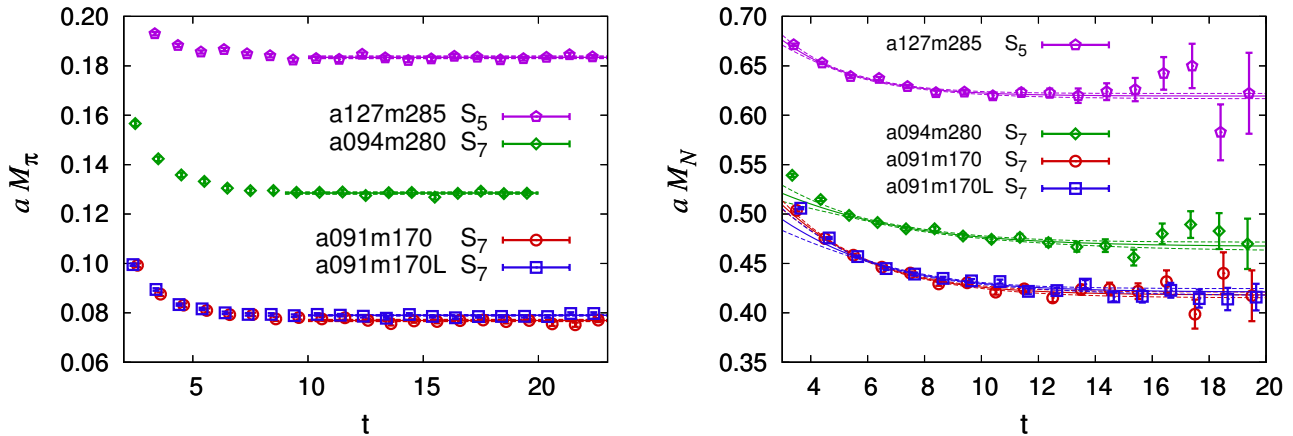 a M_π
0.20
0.18
0.16
0.14
0.12
0.10
0.08
0.06
a127m285 S_5
a094m280 S_7
a091m170 S_7
a091m170L S_7
5 10 15 20
t
a M_N
0.70
0.65
0.60
0.55
0.50
0.45
0.40
0.35
a127m285 S_5
a094m280 S_7
a091m170 S_7
a091m170L S_7
4 6 8 10 12 14 16 18 20
t